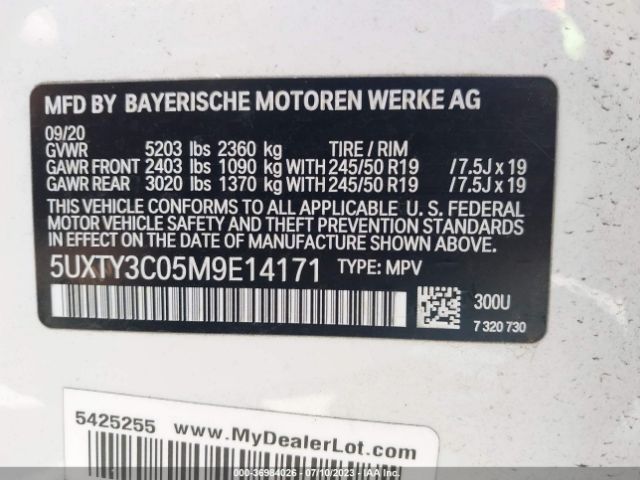 MFD BY BAYERISCHE MOTOREN WERKE AG
09/20
GVWR 5203 lbs 2360 kg TIRE / RIM
GAWR FRONT 2403 lbs 1090 kg WITH 245/50 R19 / 7.5J x 19
GAWR REAR 3020 lbs 1370 kg WITH 245/50 R19 / 7.5J x 19
THIS VEHICLE CONFORMS TO ALL APPLICABLE U. S. FEDERAL
MOTOR VEHICLE SAFETY AND THEFT PREVENTION STANDARDS
IN EFFECT ON THE DATE OF MANUFACTURE SHOWN ABOVE.
5UXTY3C05M9E14171 TYPE: MPV
300U
7 320 730
5425255 www.MyDealerLot.com
000-36984026 - 07/10/2023 - IAA Inc.